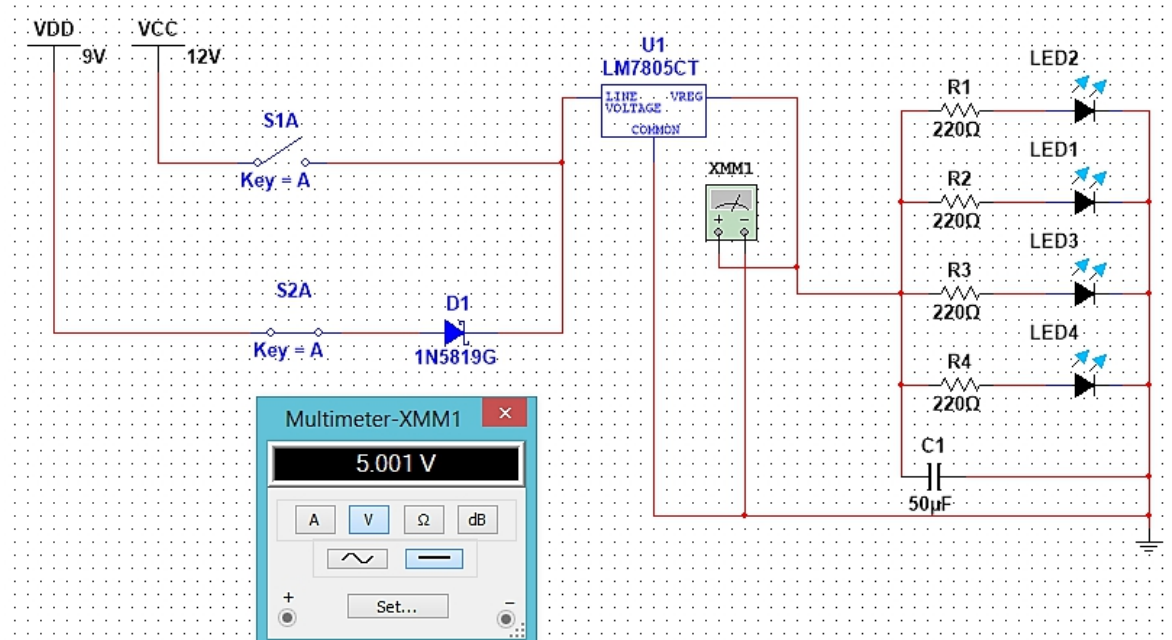 VDD
9V
VCC
12V
S1A
Key = A
S2A
Key = A
D1
1N5819G
U1
LM7805CT
LINE VREG
VOLTAGE
COMMON
XMM1
+ −
LED2
R1
220Ω
LED1
R2
220Ω
LED3
R3
220Ω
LED4
R4
220Ω
C1
50µF
Multimeter-XMM1 ×
5.001 V
A V Ω dB
+ Set... −